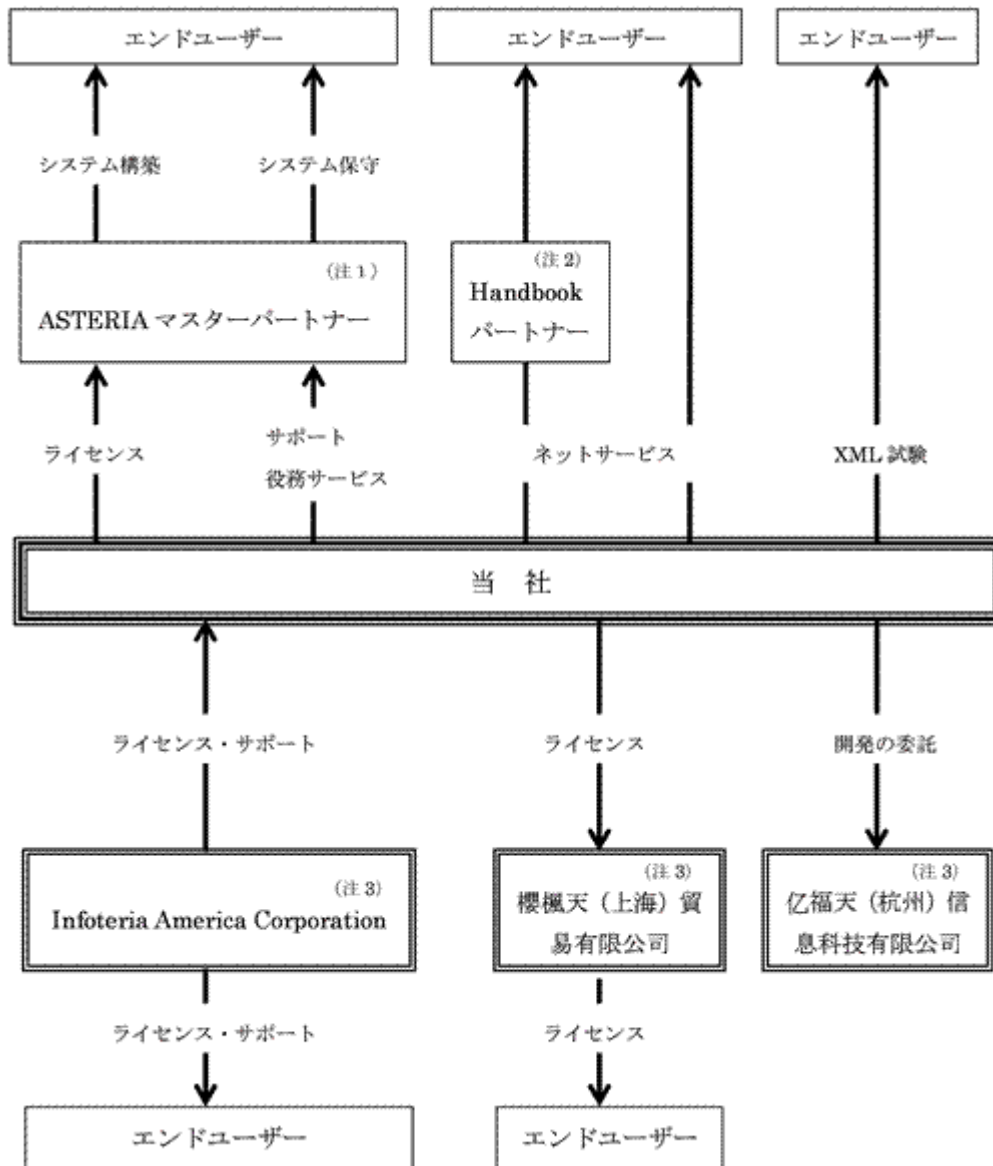 エンドユーザー
エンドユーザー
エンドユーザー
システム構築
システム保守
(注1)
ASTERIA マスターパートナー
(注2)
Handbook
パートナー
ライセンス
サポート
役務サービス
ネットサービス
XML 試験
当 社
ライセンス・サポート
ライセンス
開発の委託
(注3)
Infoteria America Corporation
(注3)
櫻楓天(上海)貿
易有限公司
(注3)
亿福天(杭州)信
息科技有限公司
ライセンス・サポート
ライセンス
エンドユーザー
エンドユーザー